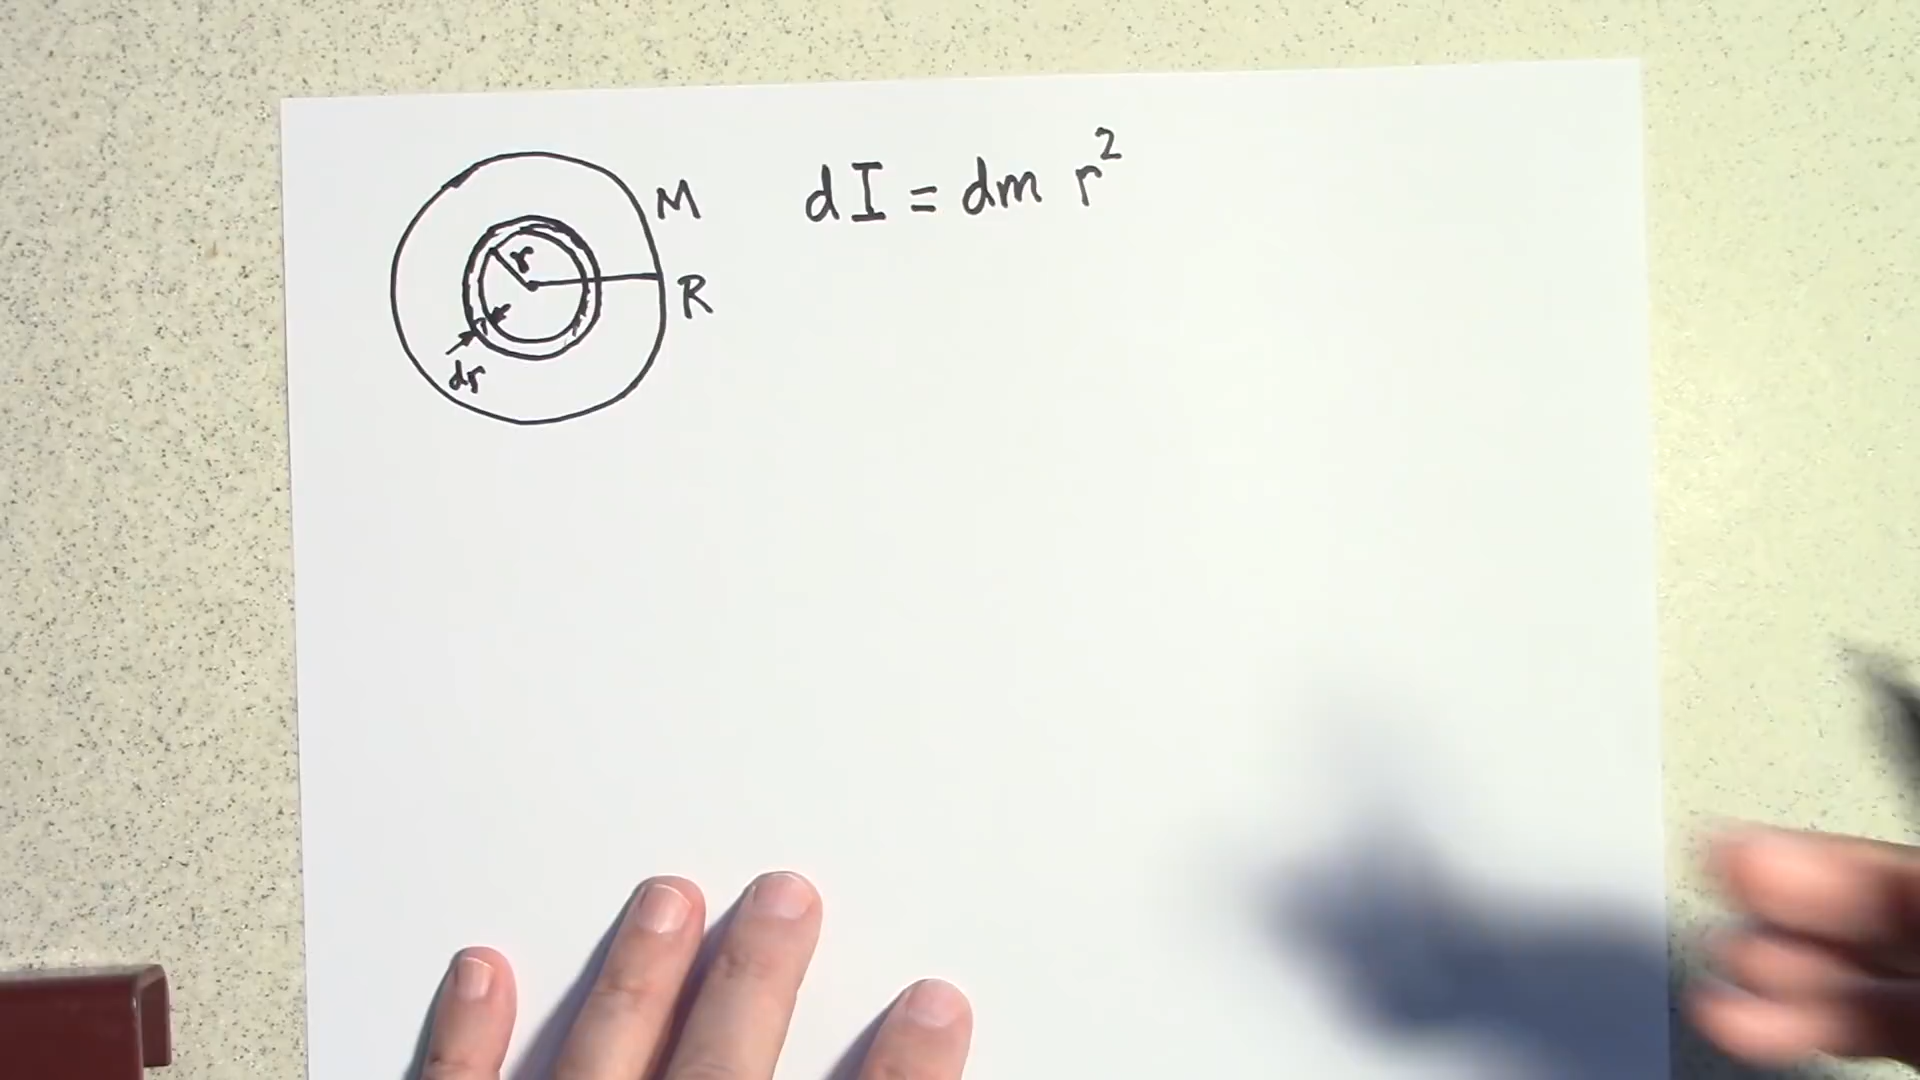 M
dI = dm r²
r
R
dr